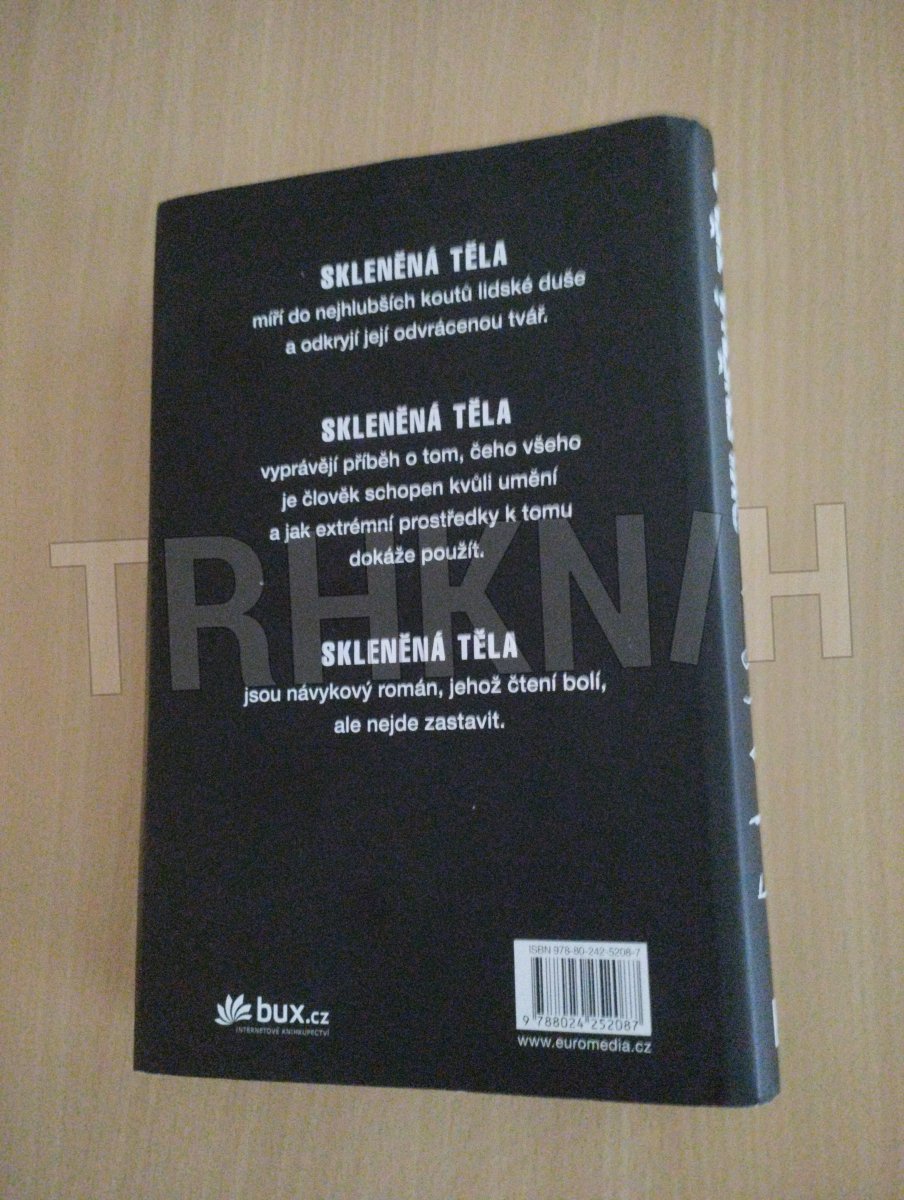 SKLENĚNÁ TĚLA
míří do nejhlubších koutů lidské duše
a odkryjí její odvrácenou tvář.
SKLENĚNÁ TĚLA
vyprávějí příběh o tom, čeho všeho
je člověk schopen kvůli umění
a jak extrémní prostředky k tomu
dokáže použít.
TRHKNIH
SKLENĚNÁ TĚLA
jsou návykový román, jehož čtení bolí,
ale nejde zastavit.
ISBN 978-80-242-5208-7
9 788024 252087
www.euromedia.cz
bux.cz
INTERNETOVÉ KNIHKUPECTVÍ